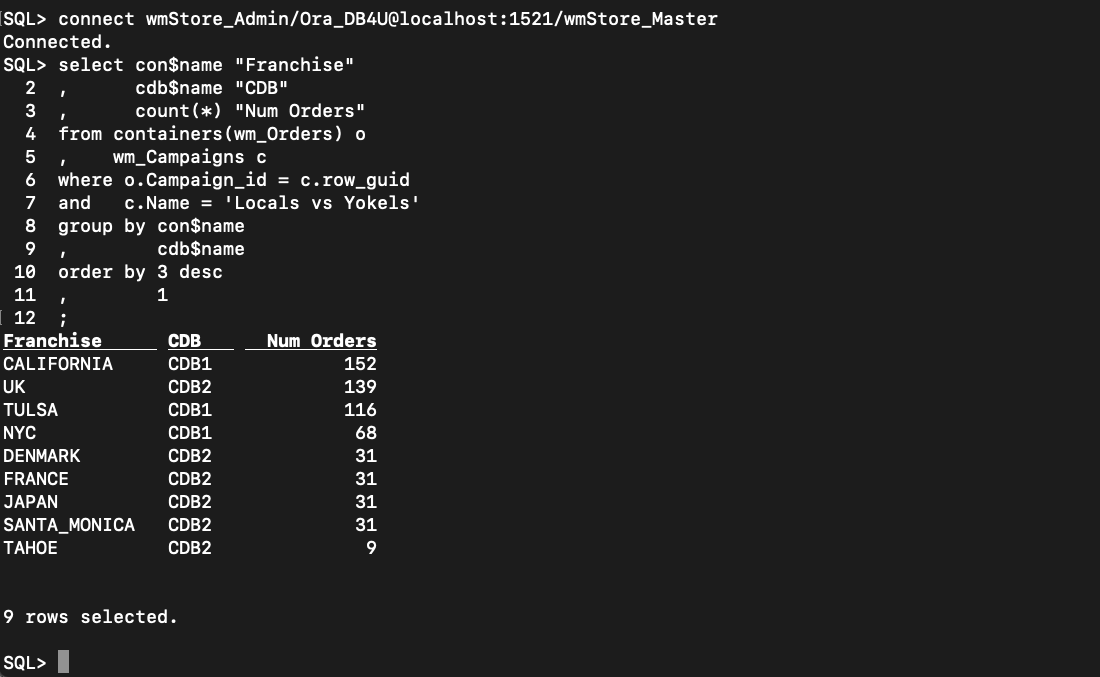 SQL> connect wmStore_Admin/Ora_DB4U@localhost:1521/wmStore_Master
Connected.
SQL> select con$name "Franchise"
  2  ,      cdb$name "CDB"
  3  ,      count(*) "Num Orders"
  4  from containers(wm_Orders) o
  5  ,    wm_Campaigns c
  6  where o.Campaign_id = c.row_guid
  7  and   c.Name = 'Locals vs Yokels'
  8  group by con$name
  9  ,        cdb$name
 10  order by 3 desc
 11  ,        1
 12  ;
Franchise      CDB      Num Orders
CALIFORNIA     CDB1            152
UK             CDB2            139
TULSA          CDB1            116
NYC            CDB1             68
DENMARK        CDB2             31
FRANCE         CDB2             31
JAPAN          CDB2             31
SANTA_MONICA   CDB2             31
TAHOE          CDB2              9
9 rows selected.
SQL>